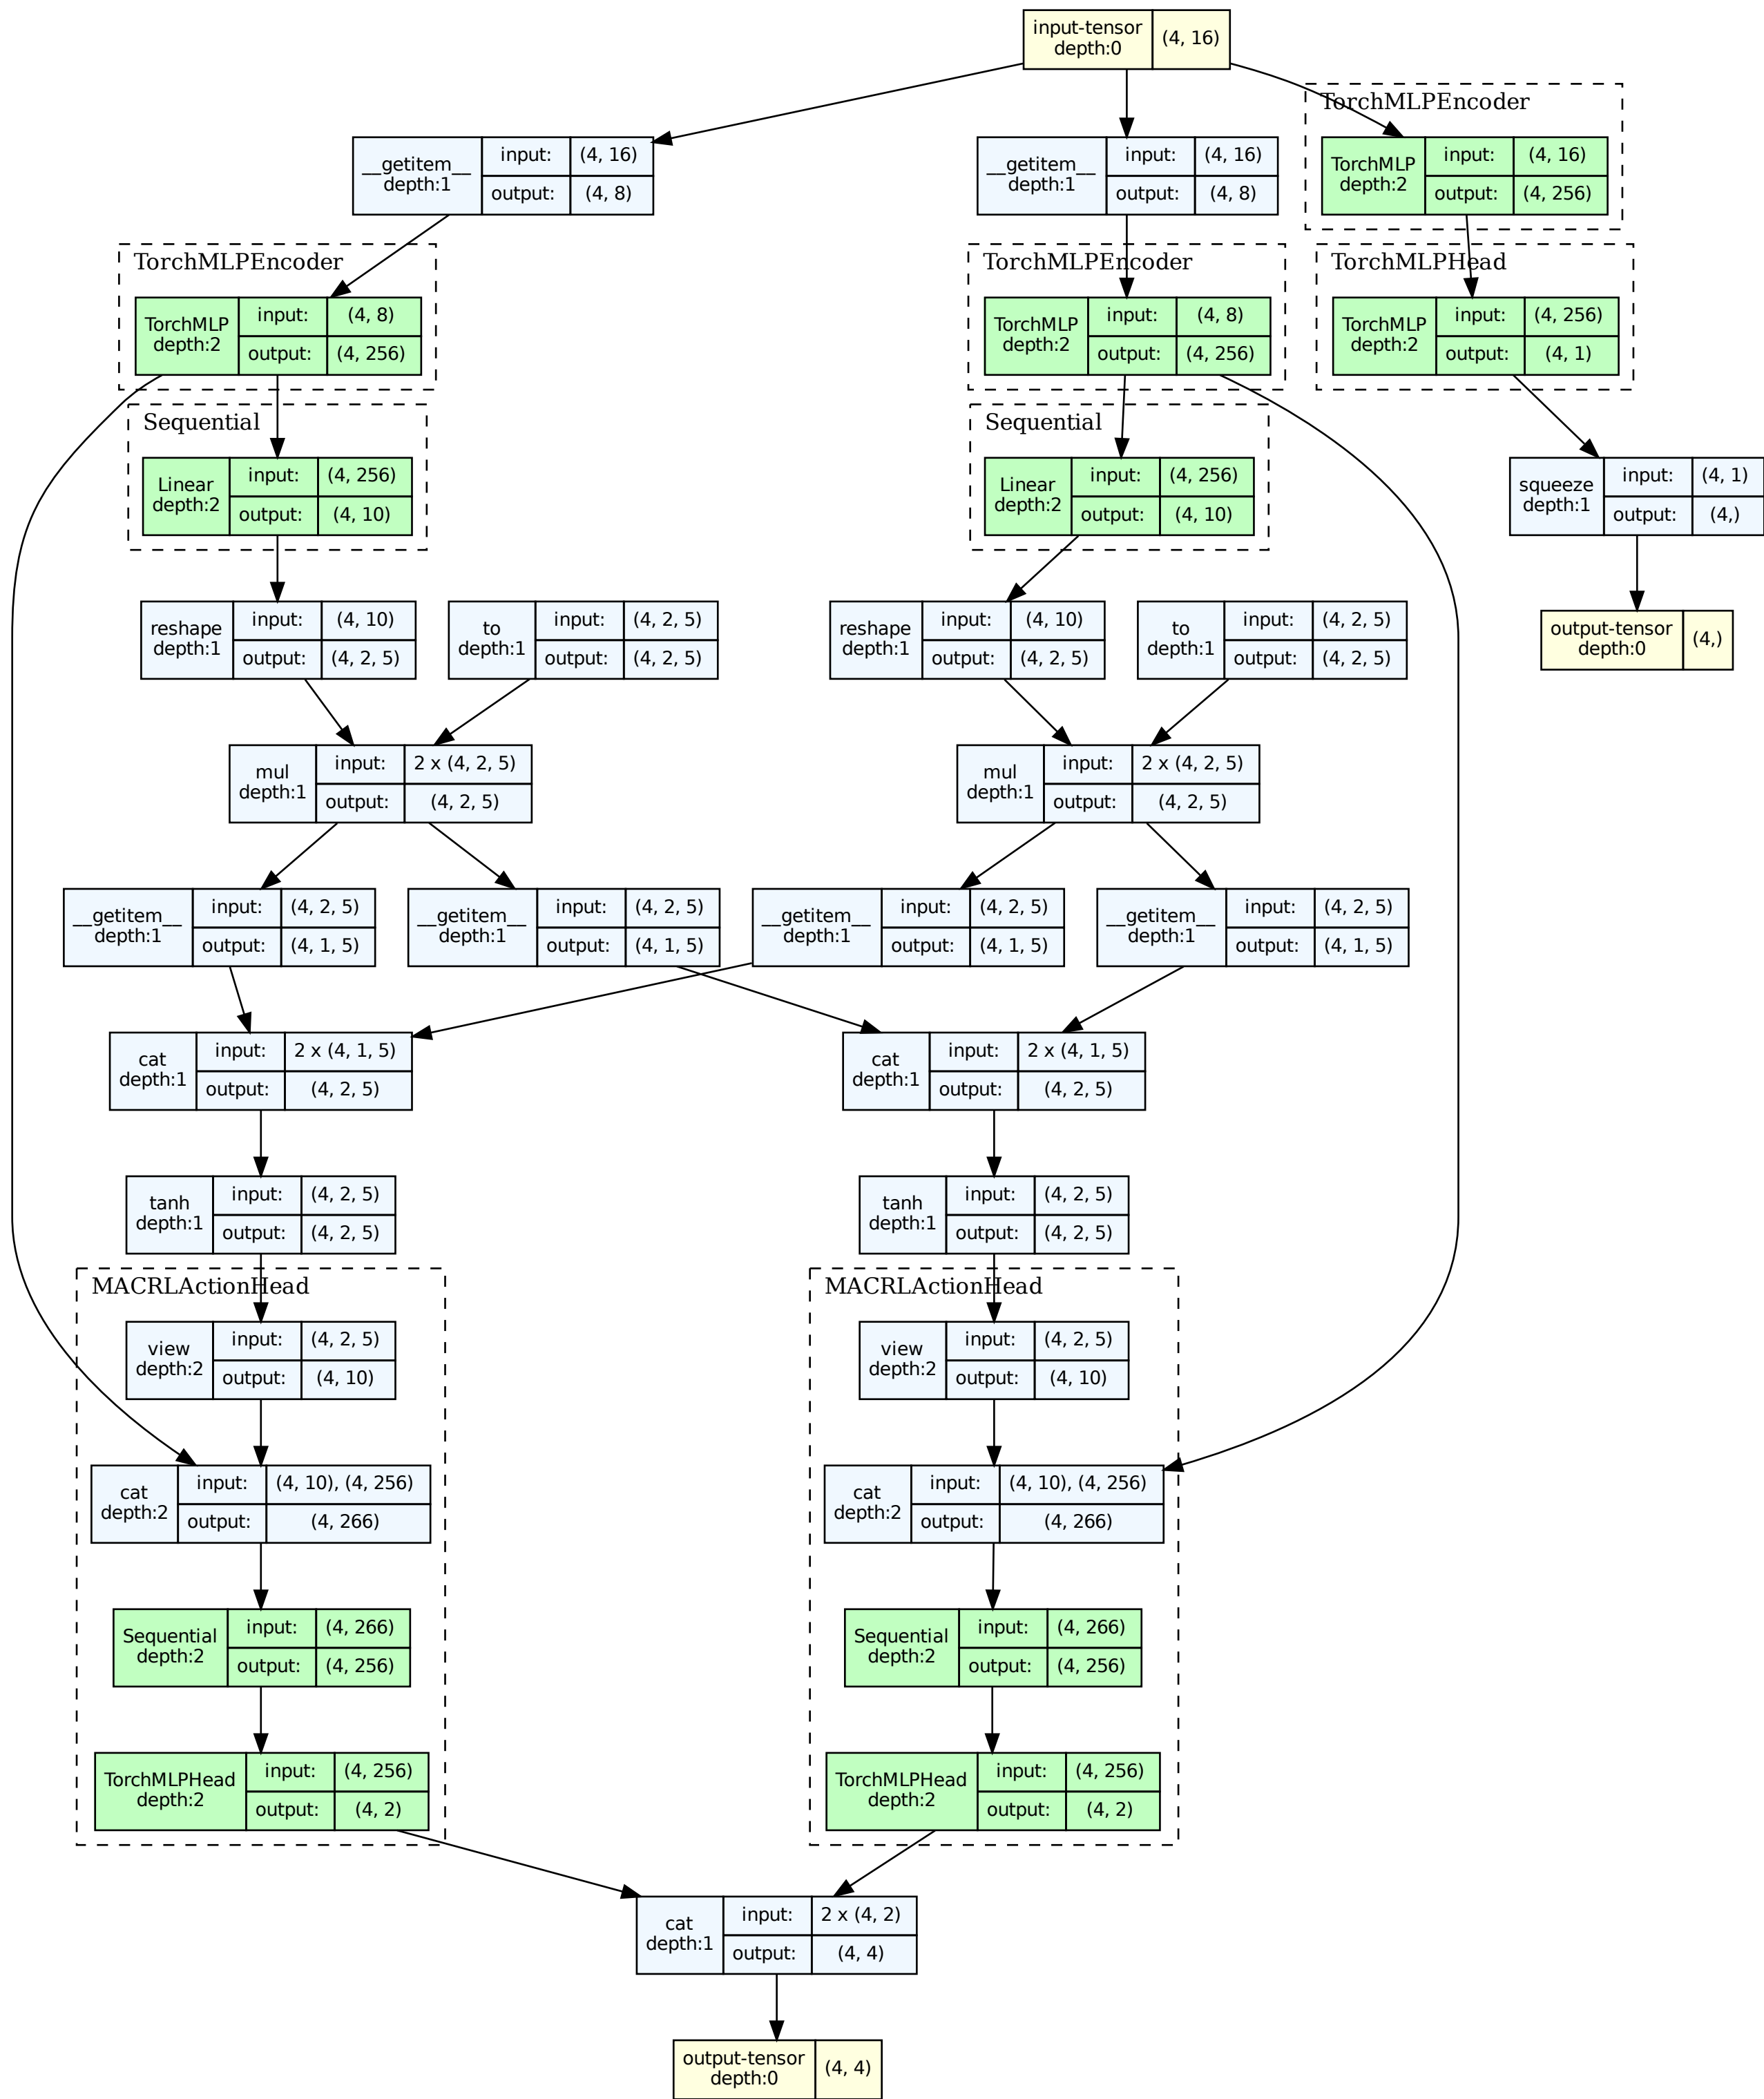 input-tensor
depth:0
(4, 16)
TorchMLPEncoder
__getitem__
depth:1
input:
(4, 16)
output:
(4, 8)
__getitem__
depth:1
input:
(4, 16)
output:
(4, 8)
TorchMLP
depth:2
input:
(4, 16)
output:
(4, 256)
TorchMLPEncoder
TorchMLP
depth:2
input:
(4, 8)
output:
(4, 256)
TorchMLPEncoder
TorchMLP
depth:2
input:
(4, 8)
output:
(4, 256)
TorchMLPHead
TorchMLP
depth:2
input:
(4, 256)
output:
(4, 1)
Sequential
Linear
depth:2
input:
(4, 256)
output:
(4, 10)
Sequential
Linear
depth:2
input:
(4, 256)
output:
(4, 10)
squeeze
depth:1
input:
(4, 1)
output:
(4,)
reshape
depth:1
input:
(4, 10)
output:
(4, 2, 5)
to
depth:1
input:
(4, 2, 5)
output:
(4, 2, 5)
reshape
depth:1
input:
(4, 10)
output:
(4, 2, 5)
to
depth:1
input:
(4, 2, 5)
output:
(4, 2, 5)
output-tensor
depth:0
(4,)
mul
depth:1
input:
2 x (4, 2, 5)
output:
(4, 2, 5)
mul
depth:1
input:
2 x (4, 2, 5)
output:
(4, 2, 5)
__getitem__
depth:1
input:
(4, 2, 5)
output:
(4, 1, 5)
__getitem__
depth:1
input:
(4, 2, 5)
output:
(4, 1, 5)
__getitem__
depth:1
input:
(4, 2, 5)
output:
(4, 1, 5)
__getitem__
depth:1
input:
(4, 2, 5)
output:
(4, 1, 5)
cat
depth:1
input:
2 x (4, 1, 5)
output:
(4, 2, 5)
cat
depth:1
input:
2 x (4, 1, 5)
output:
(4, 2, 5)
tanh
depth:1
input:
(4, 2, 5)
output:
(4, 2, 5)
tanh
depth:1
input:
(4, 2, 5)
output:
(4, 2, 5)
MACRLActionHead
view
depth:2
input:
(4, 2, 5)
output:
(4, 10)
cat
depth:2
input:
(4, 10), (4, 256)
output:
(4, 266)
Sequential
depth:2
input:
(4, 266)
output:
(4, 256)
TorchMLPHead
depth:2
input:
(4, 256)
output:
(4, 2)
MACRLActionHead
view
depth:2
input:
(4, 2, 5)
output:
(4, 10)
cat
depth:2
input:
(4, 10), (4, 256)
output:
(4, 266)
Sequential
depth:2
input:
(4, 266)
output:
(4, 256)
TorchMLPHead
depth:2
input:
(4, 256)
output:
(4, 2)
cat
depth:1
input:
2 x (4, 2)
output:
(4, 4)
output-tensor
depth:0
(4, 4)